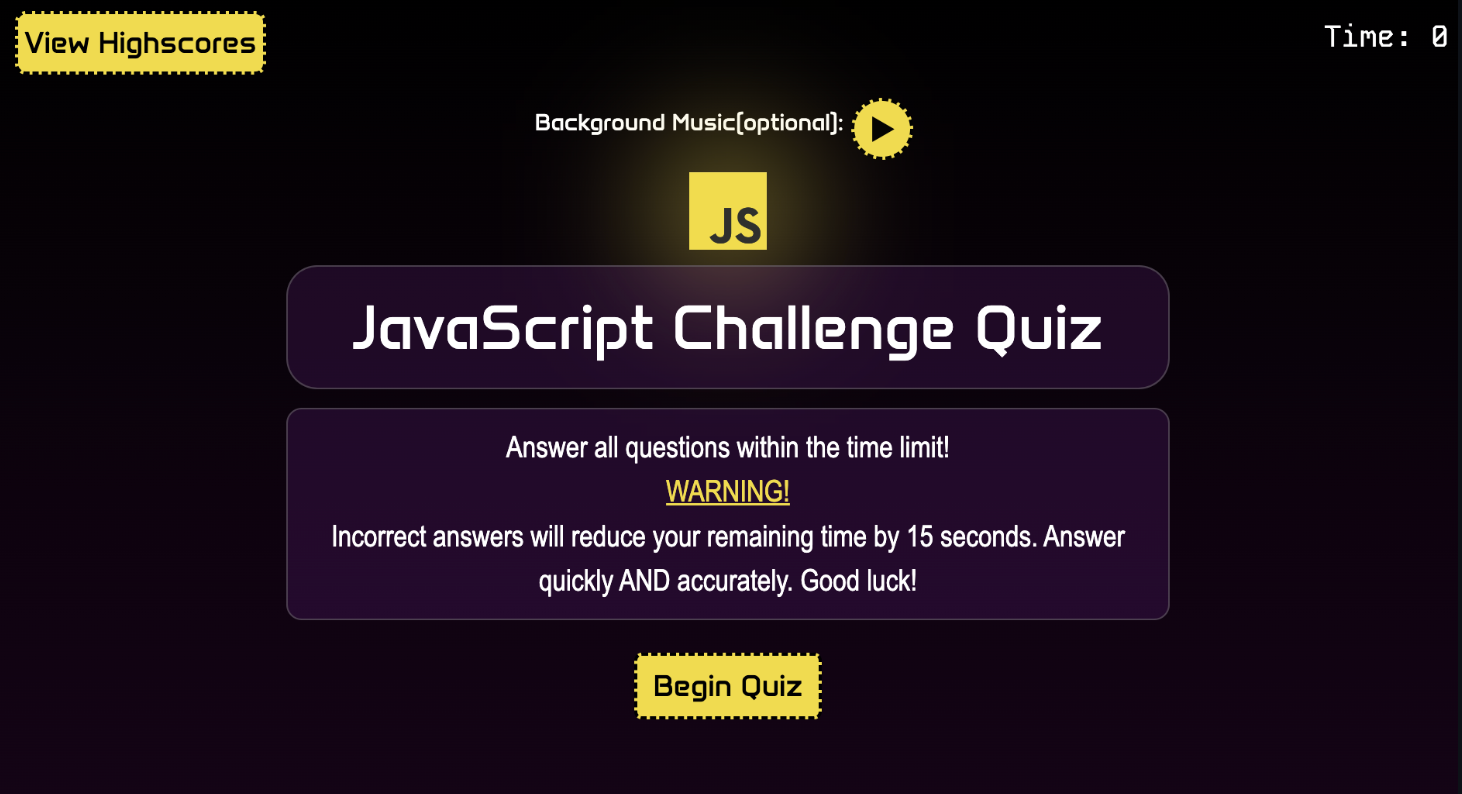 View Highscores
Time: 0
Background Music(optional):
JS
JavaScript Challenge Quiz
Answer all questions within the time limit!
WARNING!
Incorrect answers will reduce your remaining time by 15 seconds. Answer
quickly AND accurately. Good luck!
Begin Quiz